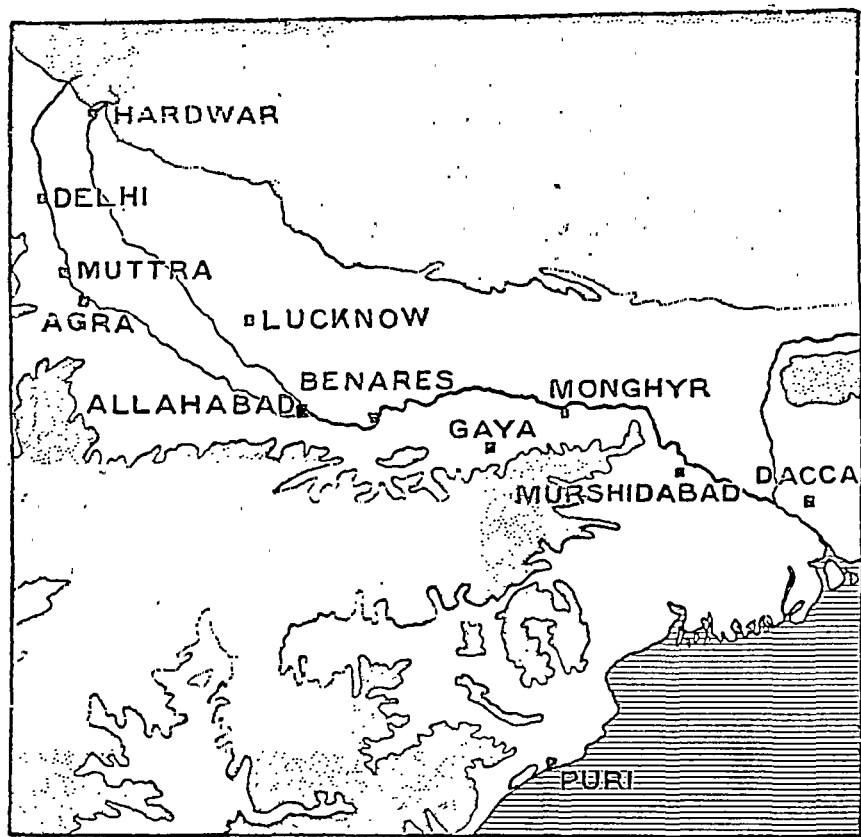 HARDWAR
DELHI
MUTTRA
AGRA
LUCKNOW
BENARES
ALLAHABAD
MONGHYR
GAYA
MURSHIDABAD
DACCA
PURI